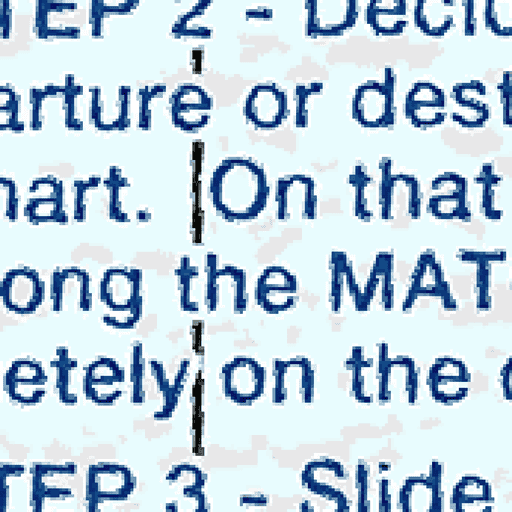 TEP 2 - Decid
arture or dest
hart. On that
ong the MAT
etely on the
TEP 3 - Slide